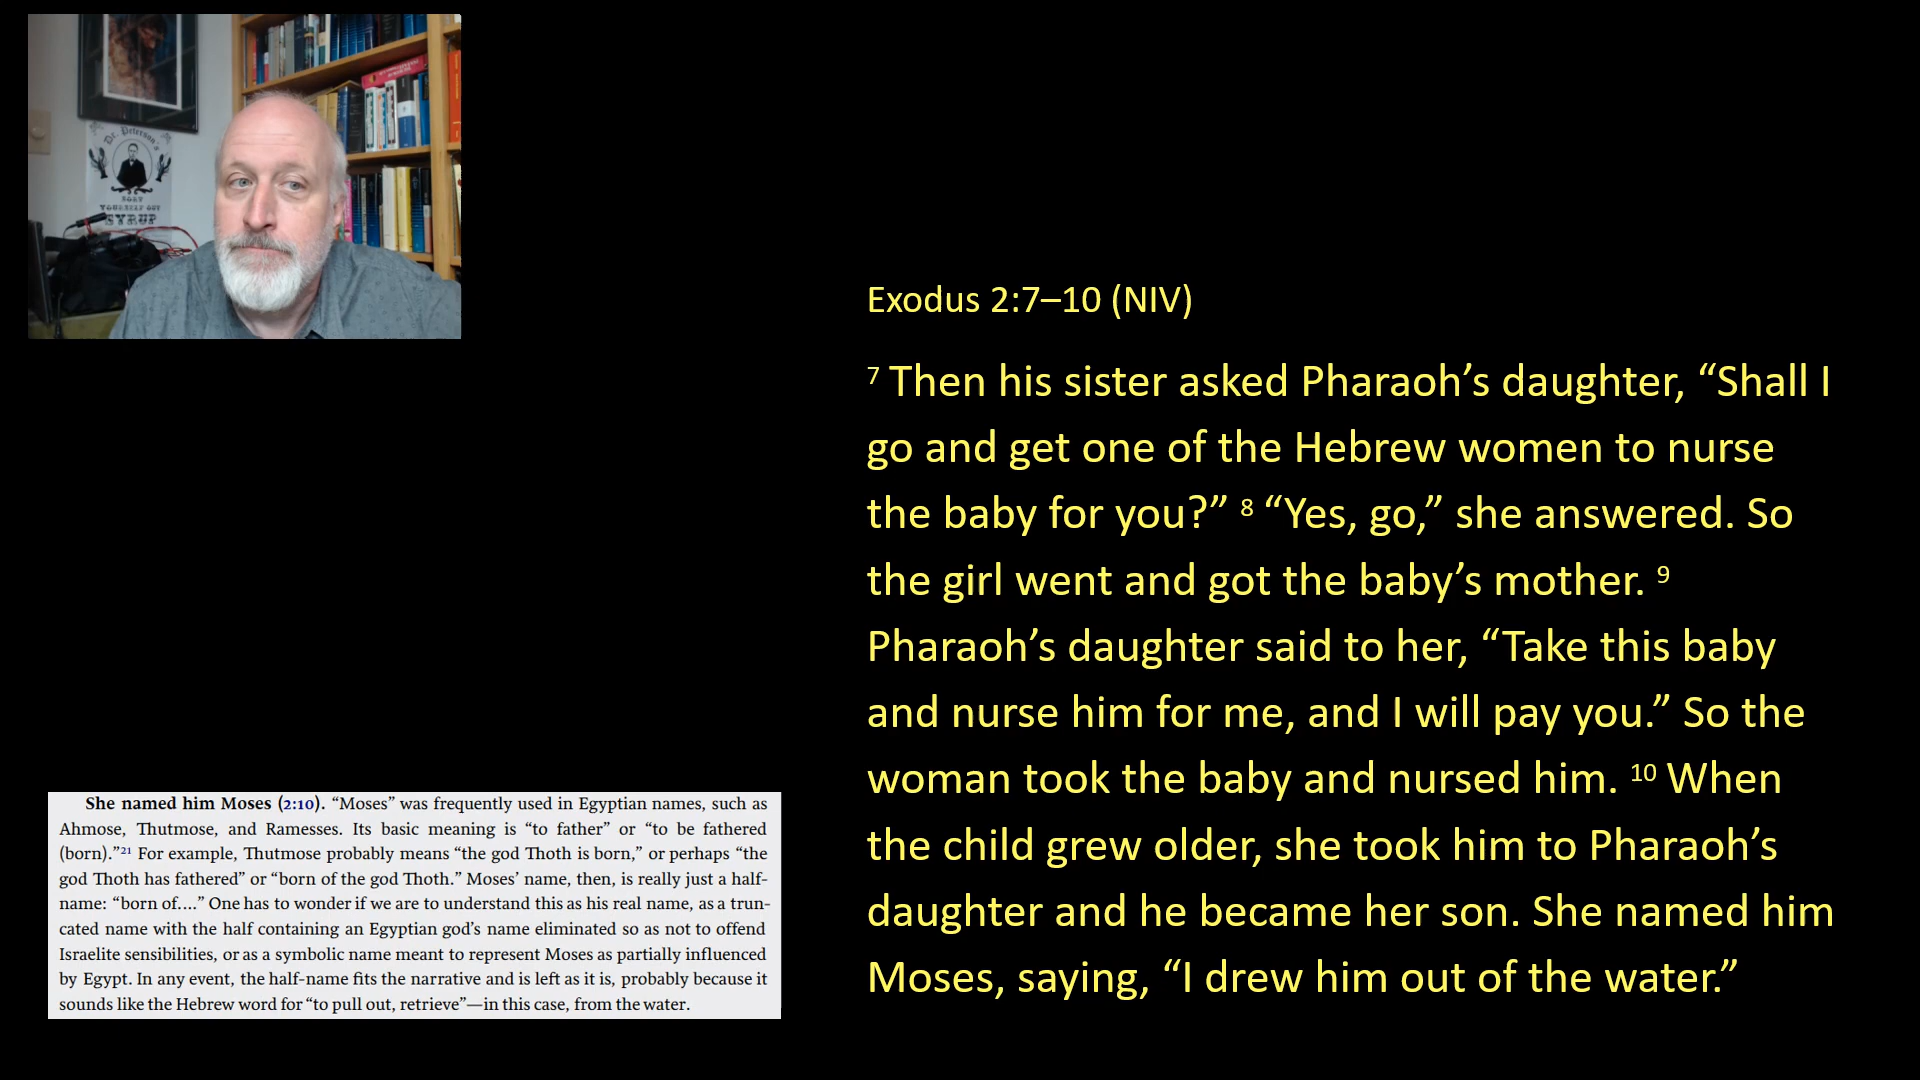 Dr. Peterson's
SORT
YOURSELF OUT
SYRUP
Exodus 2:7–10 (NIV)
7 Then his sister asked Pharaoh’s daughter, “Shall I
go and get one of the Hebrew women to nurse
the baby for you?” 8 “Yes, go,” she answered. So
the girl went and got the baby’s mother. 9
Pharaoh’s daughter said to her, “Take this baby
and nurse him for me, and I will pay you.” So the
woman took the baby and nursed him. 10 When
the child grew older, she took him to Pharaoh’s
daughter and he became her son. She named him
Moses, saying, “I drew him out of the water.”
She named him Moses (2:10). “Moses” was frequently used in Egyptian names, such as
Ahmose, Thutmose, and Ramesses. Its basic meaning is “to father” or “to be fathered
(born).”21 For example, Thutmose probably means “the god Thoth is born,” or perhaps “the
god Thoth has fathered” or “born of the god Thoth.” Moses’ name, then, is really just a half-
name: “born of....” One has to wonder if we are to understand this as his real name, as a trun-
cated name with the half containing an Egyptian god’s name eliminated so as not to offend
Israelite sensibilities, or as a symbolic name meant to represent Moses as partially influenced
by Egypt. In any event, the half-name fits the narrative and is left as it is, probably because it
sounds like the Hebrew word for “to pull out, retrieve”—in this case, from the water.